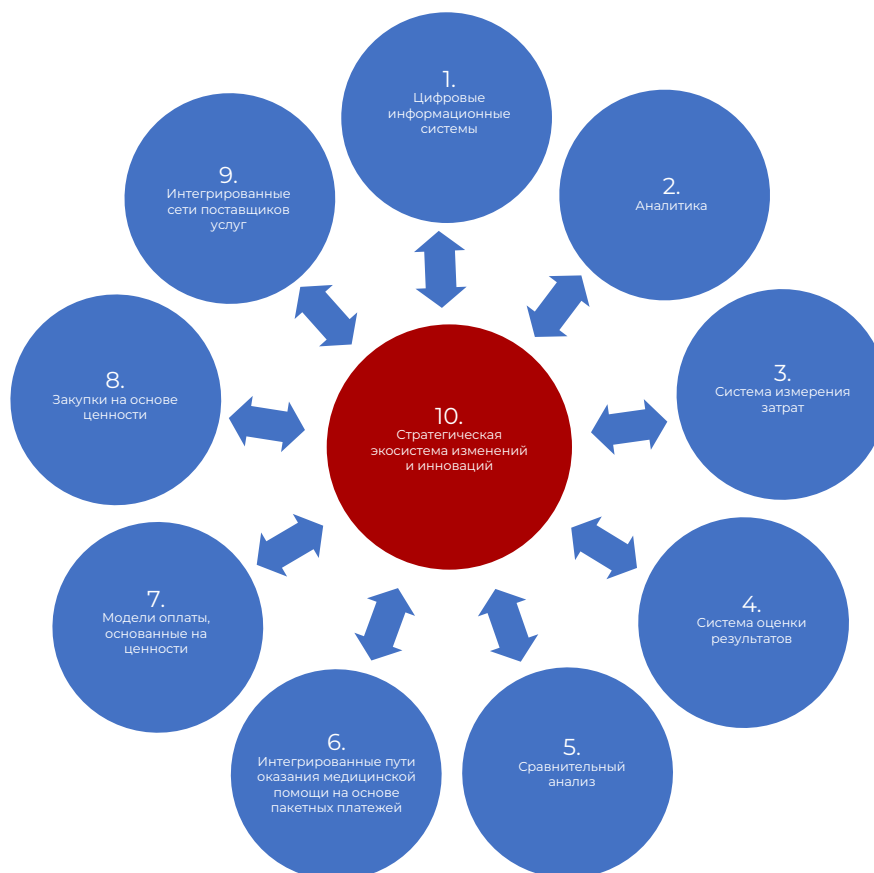 1.
Цифровые
информационные
системы
2.
Аналитика
3.
Система измерения
затрат
4.
Система оценки
результатов
5.
Сравнительный
анализ
6.
Интегрированные пути
оказания медицинской
помощи на основе
пакетных платежей
7.
Модели оплаты,
основанные на
ценности
8.
Закупки на основе
ценности
9.
Интегрированные
сети поставщиков
услуг
10.
Стратегическая
экосистема изменений
и инноваций